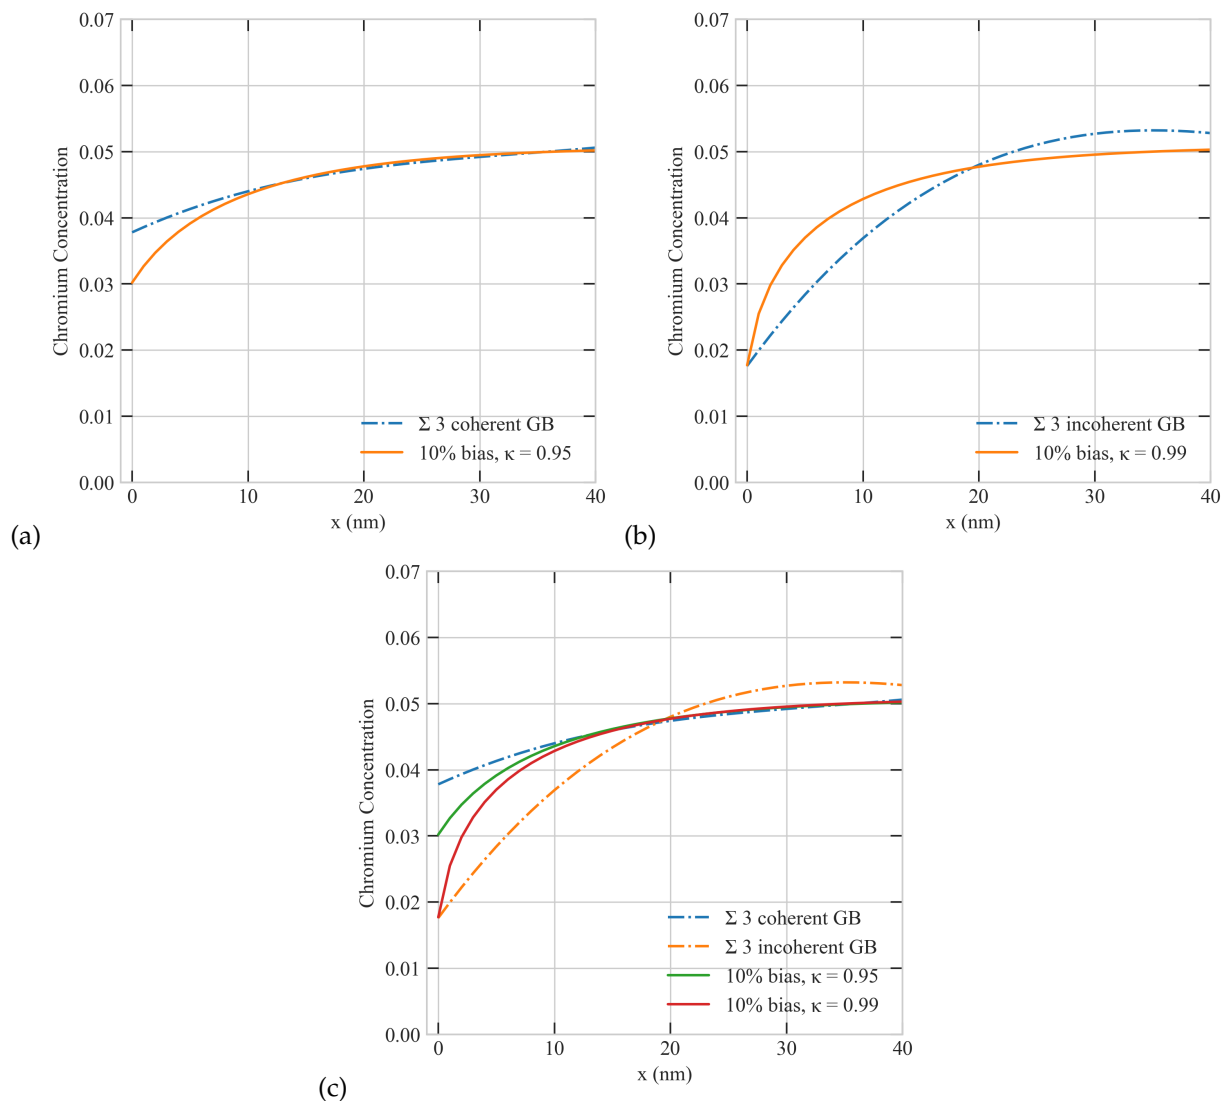 0.07
0.06
0.05
0.04
0.03
0.02
0.01
0.00
Chromium Concentration
Σ 3 coherent GB
10% bias, κ = 0.95
0 10 20 30 40
x (nm)
(a)
0.07
0.06
0.05
0.04
0.03
0.02
0.01
0.00
Chromium Concentration
Σ 3 incoherent GB
10% bias, κ = 0.99
0 10 20 30 40
x (nm)
(b)
0.07
0.06
0.05
0.04
0.03
0.02
0.01
0.00
Chromium Concentration
Σ 3 coherent GB
Σ 3 incoherent GB
10% bias, κ = 0.95
10% bias, κ = 0.99
0 10 20 30 40
x (nm)
(c)